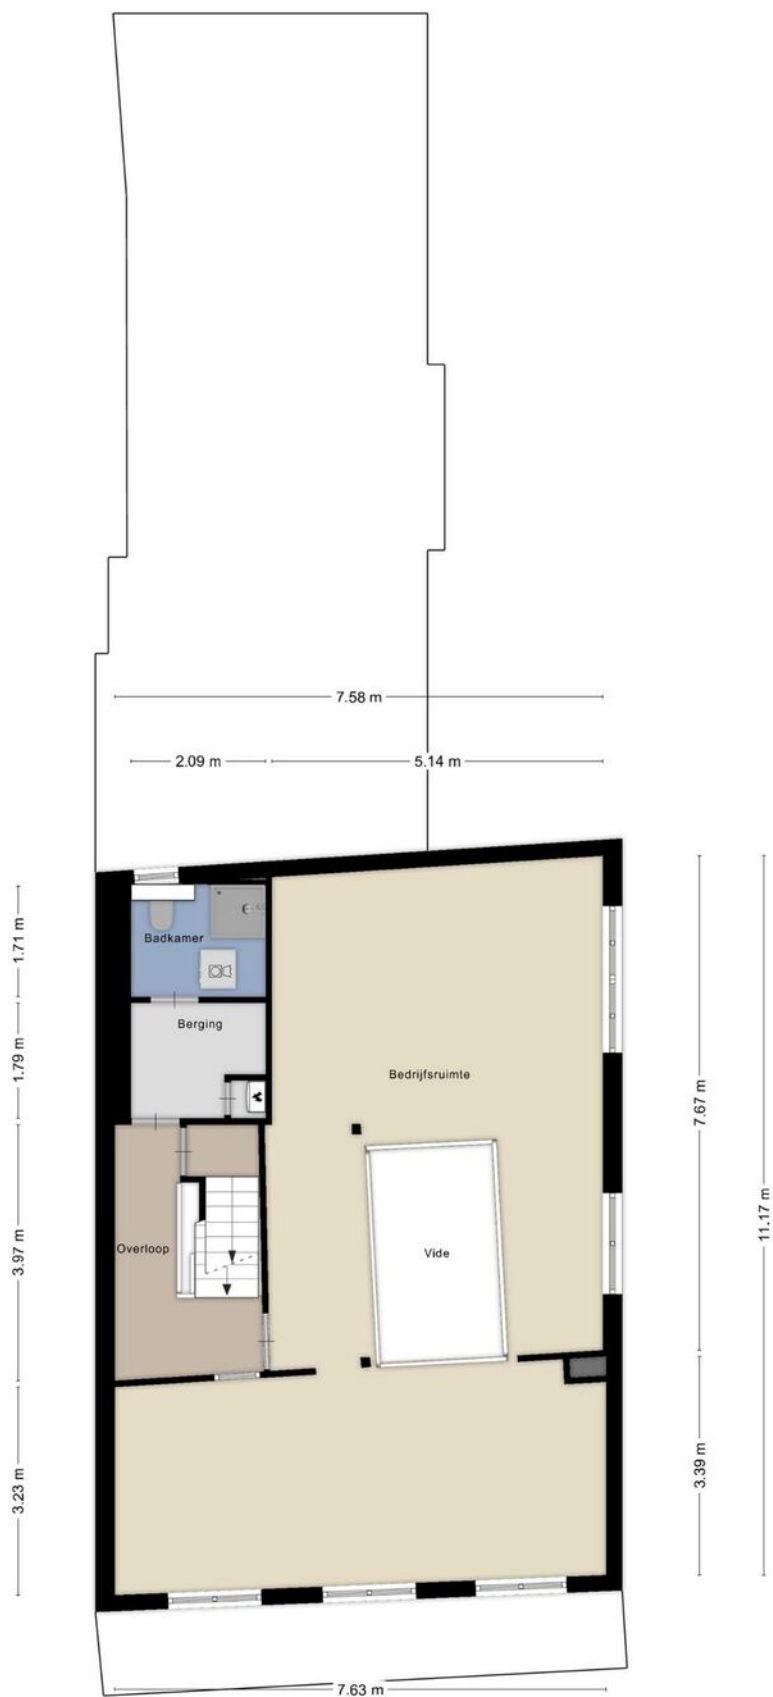 7.58 m
2.09 m
5.14 m
1.71 m
Badkamer
Berging
1.79 m
Bedrijfsruimte
7.67 m
11.17 m
3.97 m
Overloop
Vide
3.39 m
3.23 m
7.63 m